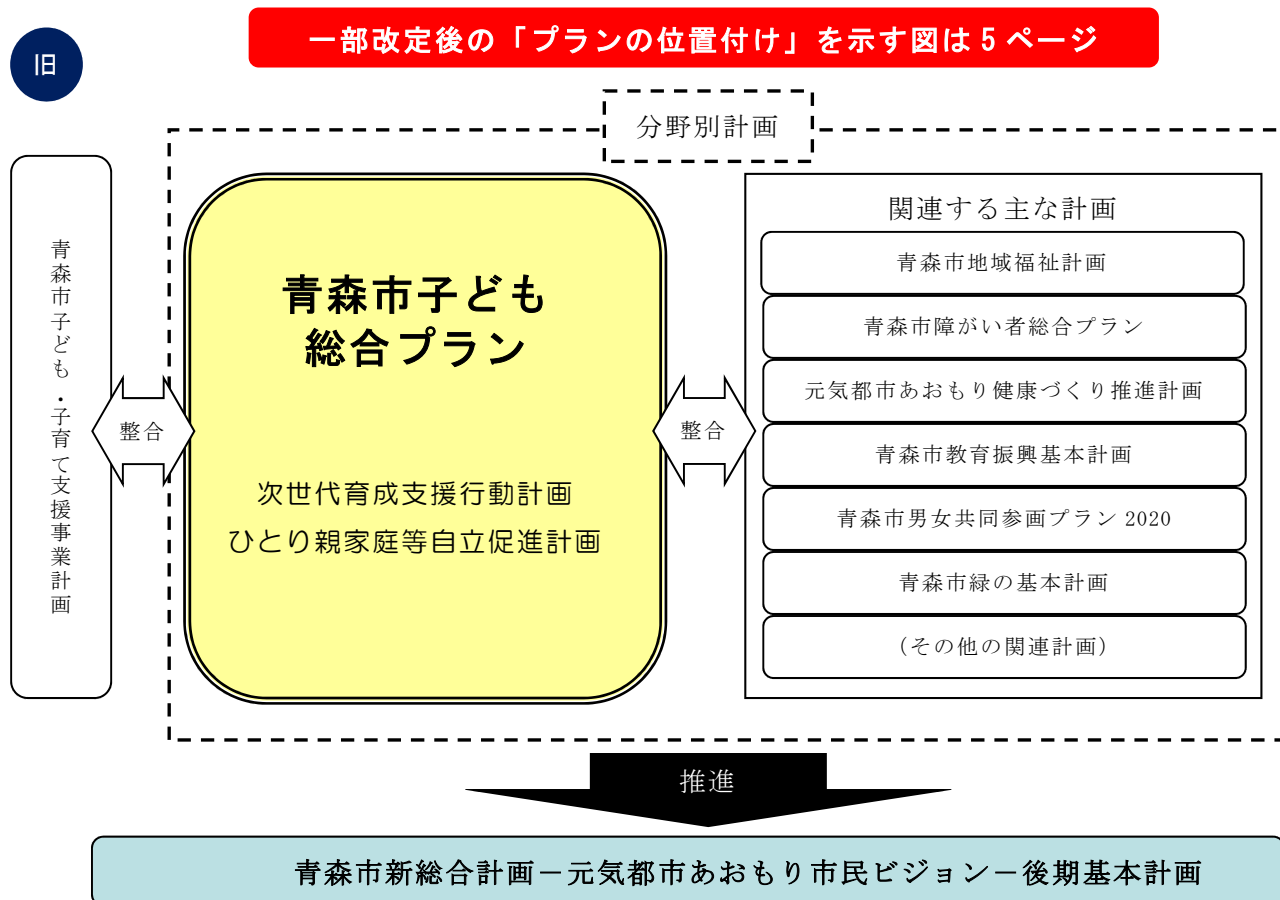 旧
一部改定後の「プランの位置付け」を示す図は5ページ
分野別計画
青森市子ども・子育て支援事業計画
整合
青森市子ども
総合プラン
次世代育成支援行動計画
ひとり親家庭等自立促進計画
整合
関連する主な計画
青森市地域福祉計画
青森市障がい者総合プラン
元気都市あおもり健康づくり推進計画
青森市教育振興基本計画
青森市男女共同参画プラン 2020
青森市緑の基本計画
(その他の関連計画)
推進
青森市新総合計画－元気都市あおもり市民ビジョン－後期基本計画